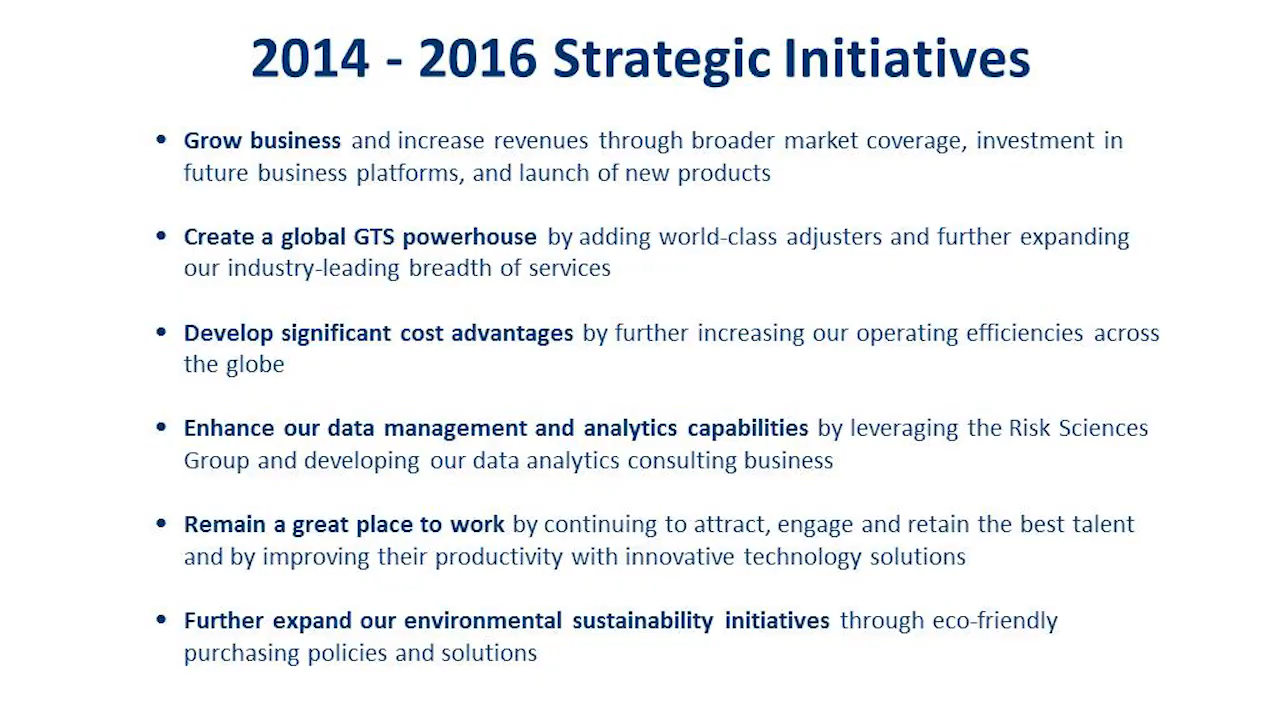 2014 - 2016 Strategic Initiatives
• Grow business and increase revenues through broader market coverage, investment in
future business platforms, and launch of new products
• Create a global GTS powerhouse by adding world-class adjusters and further expanding
our industry-leading breadth of services
• Develop significant cost advantages by further increasing our operating efficiencies across
the globe
• Enhance our data management and analytics capabilities by leveraging the Risk Sciences
Group and developing our data analytics consulting business
• Remain a great place to work by continuing to attract, engage and retain the best talent
and by improving their productivity with innovative technology solutions
• Further expand our environmental sustainability initiatives through eco-friendly
purchasing policies and solutions